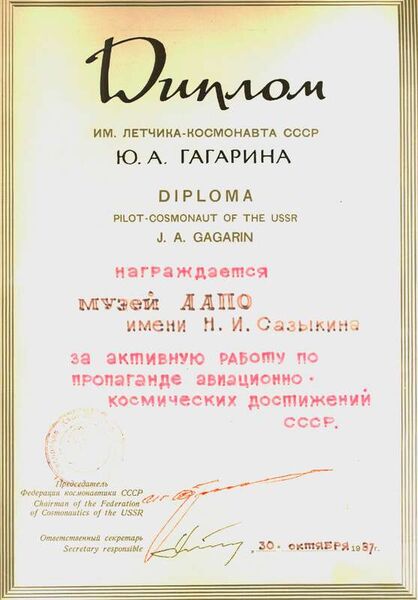 Диплом
ИМ. ЛЕТЧИКА-КОСМОНАВТА СССР
Ю. А. ГАГАРИНА
DIPLOMA
PILOT-COSMONAUT OF THE USSR
J. A. GAGARIN
награждается
музей ААПО
имени Н. И. Сазыкина
за активную работу по
пропаганде авиационно-
космических достижений
СССР.
Председатель
Федерации космонавтики СССР
Chairman of the Federation
of Cosmonautics of the USSR
Ответственный секретарь
Secretary responsible
30. октября 1987г.